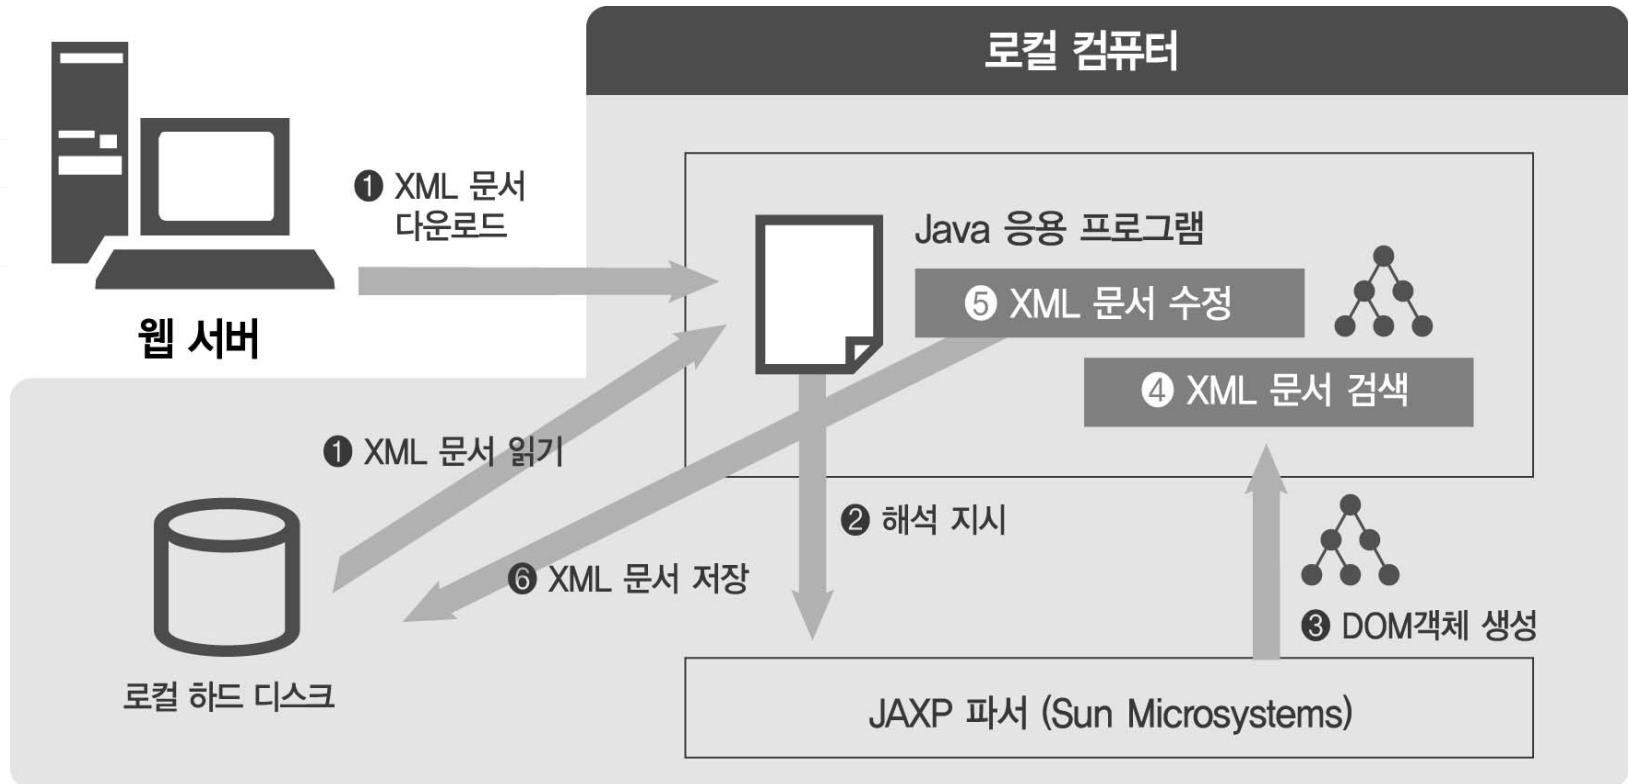 로컬 컴퓨터
❶ XML 문서
다운로드
웹 서버
Java 응용 프로그램
❺ XML 문서 수정
❹ XML 문서 검색
❶ XML 문서 읽기
❷ 해석 지시
❻ XML 문서 저장
❸ DOM객체 생성
로컬 하드 디스크
JAXP 파서 (Sun Microsystems)